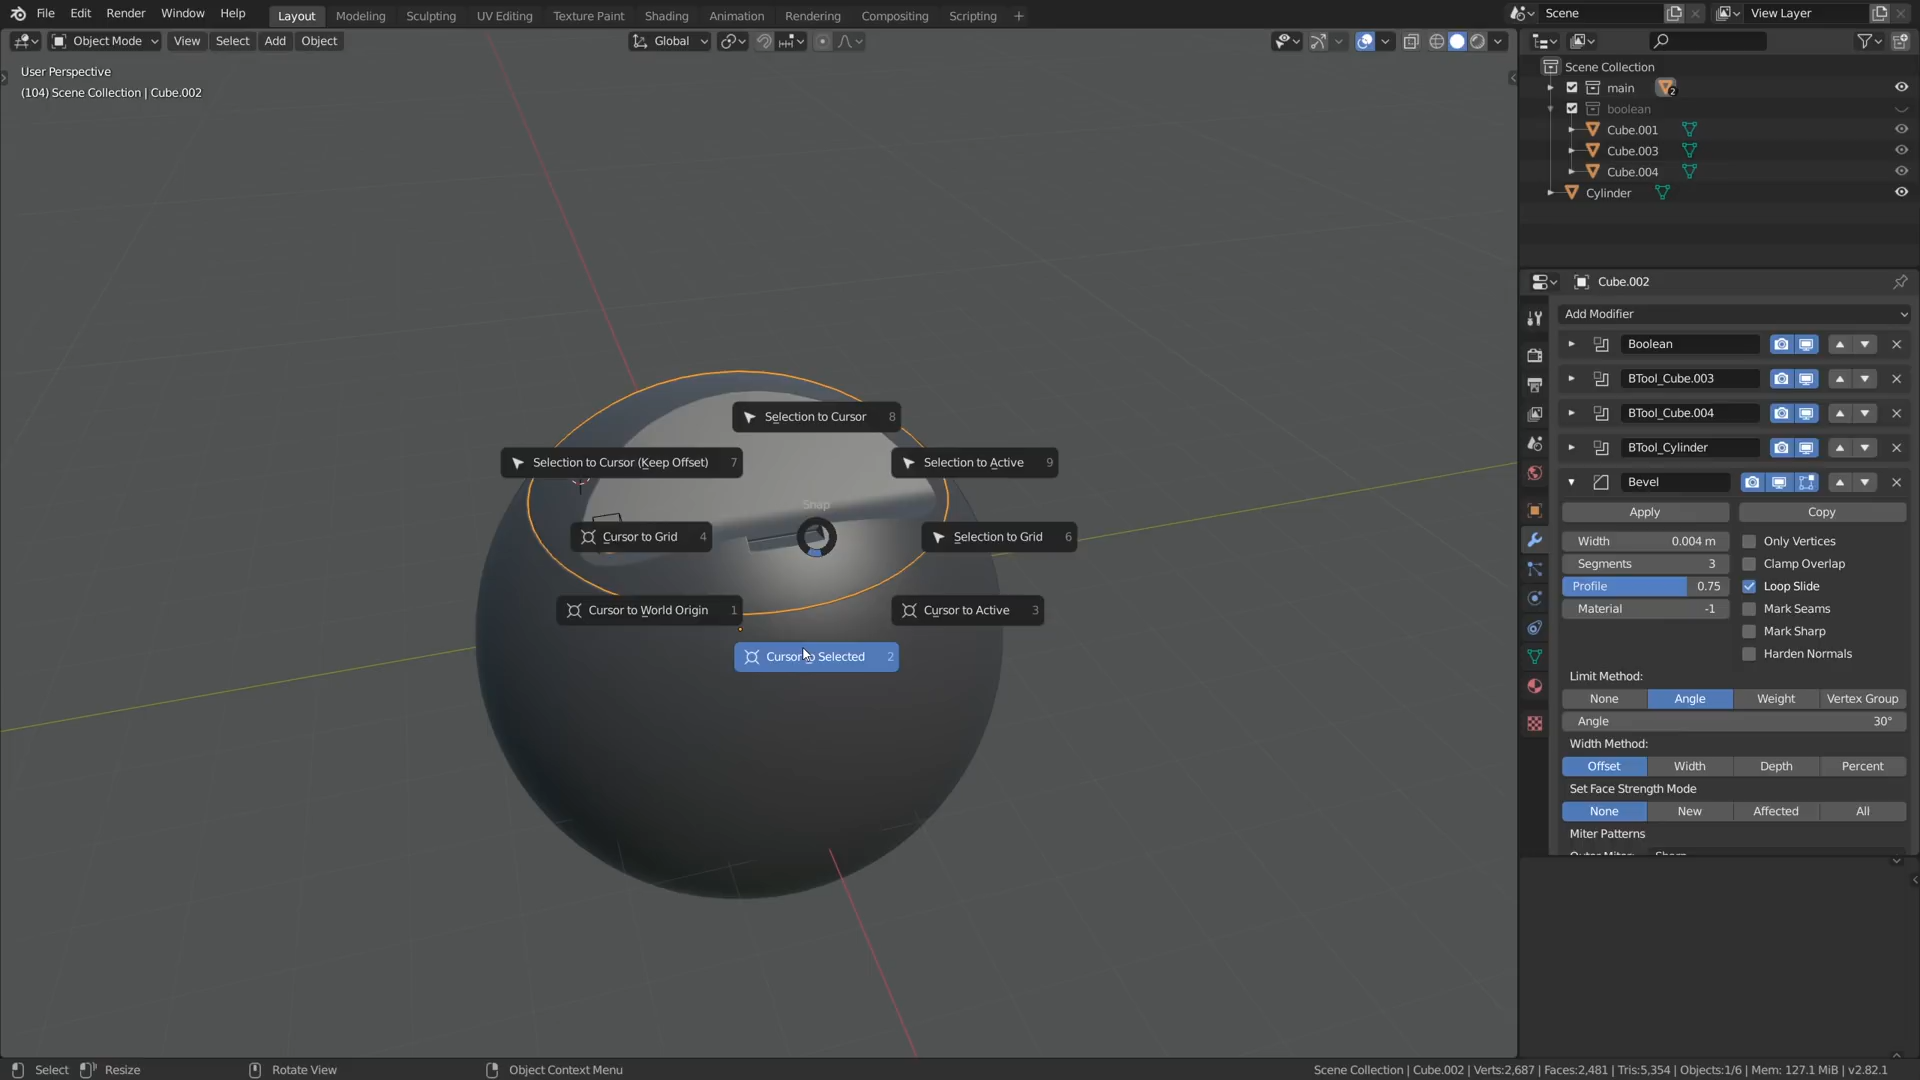 File Edit Render Window Help Layout Modeling Sculpting UV Editing Texture Paint Shading Animation Rendering Compositing Scripting + Scene View Layer
Object Mode View Select Add Object Global
User Perspective
(104) Scene Collection | Cube.002
Selection to Cursor 8
Selection to Cursor (Keep Offset) 7
Selection to Active 9
Snap
Cursor to Grid 4
Selection to Grid 6
Cursor to World Origin 1
Cursor to Active 3
Cursor to Selected 2
Scene Collection
main 2
boolean
Cube.001
Cube.003
Cube.004
Cylinder
Cube.002
Add Modifier
Boolean
BTool_Cube.003
BTool_Cube.004
BTool_Cylinder
Bevel
Apply Copy
Width 0.004 m Only Vertices
Segments 3 Clamp Overlap
Profile 0.75 Loop Slide
Material -1 Mark Seams
Mark Sharp
Harden Normals
Limit Method:
None Angle Weight Vertex Group
Angle 30°
Width Method:
Offset Width Depth Percent
Set Face Strength Mode
None New Affected All
Miter Patterns
Outer Miter: Sharp
Select Resize Rotate View Object Context Menu Scene Collection | Cube.002 | Verts:2,687 | Faces:2,481 | Tris:5,354 | Objects:1/6 | Mem: 127.1 MiB | v2.82.1